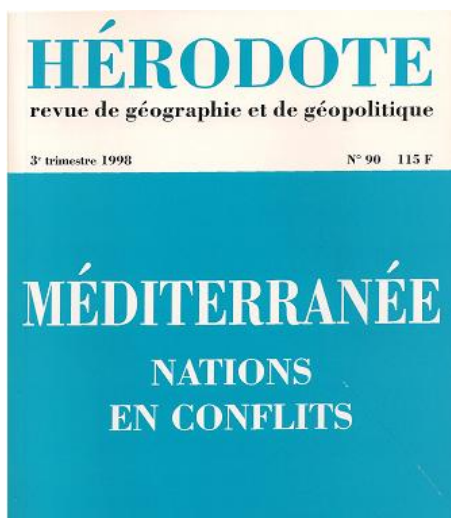 HÉRODOTE
revue de géographie et de géopolitique
3e trimestre 1998 N° 90 115 F
MÉDITERRANÉE
NATIONS
EN CONFLITS